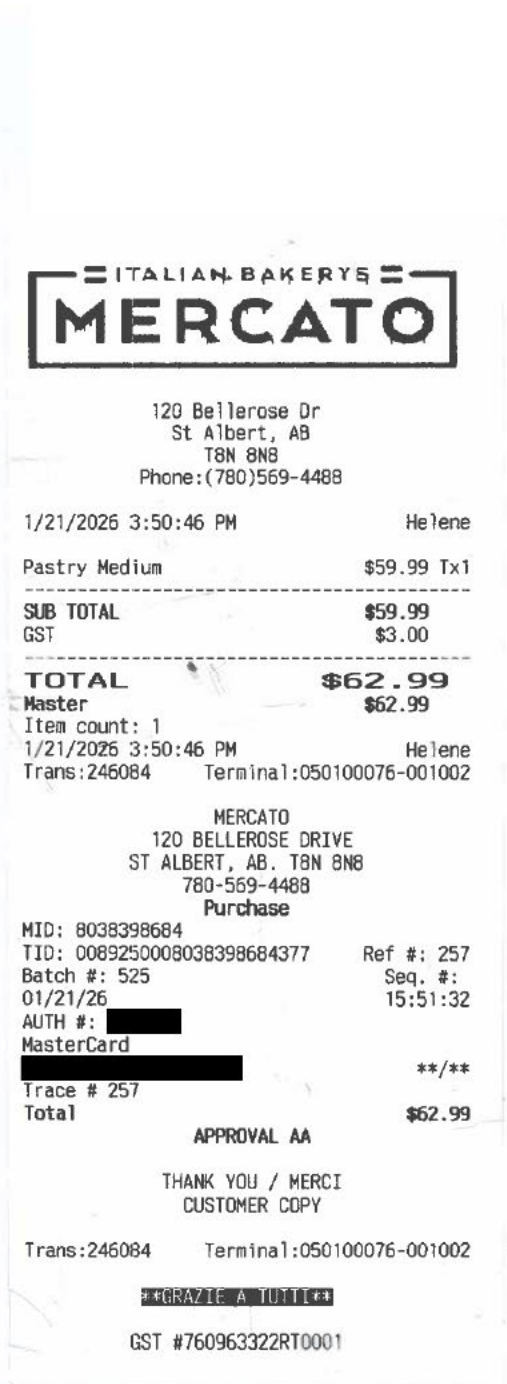 ITALIAN BAKERYS
MERCATO
120 Bellerose Dr
St Albert, AB
T8N 8N8
Phone:(780)569-4488
1/21/2026 3:50:46 PM Helene
Pastry Medium $59.99 Tx1
SUB TOTAL $59.99
GST $3.00
TOTAL $62.99
Master $62.99
Item count: 1
1/21/2026 3:50:46 PM Helene
Trans:246084 Terminal:050100076-001002
MERCATO
120 BELLEROSE DRIVE
ST ALBERT, AB. T8N 8N8
780-569-4488
Purchase
MID: 8038398684
TID: 0089250008038398684377 Ref #: 257
Batch #: 525 Seq. #:
01/21/26 15:51:32
AUTH #:
MasterCard
**/**
Trace # 257
Total $62.99
APPROVAL AA
THANK YOU / MERCI
CUSTOMER COPY
Trans:246084 Terminal:050100076-001002
**GRAZIE A TUTTI**
GST #760963322RT0001